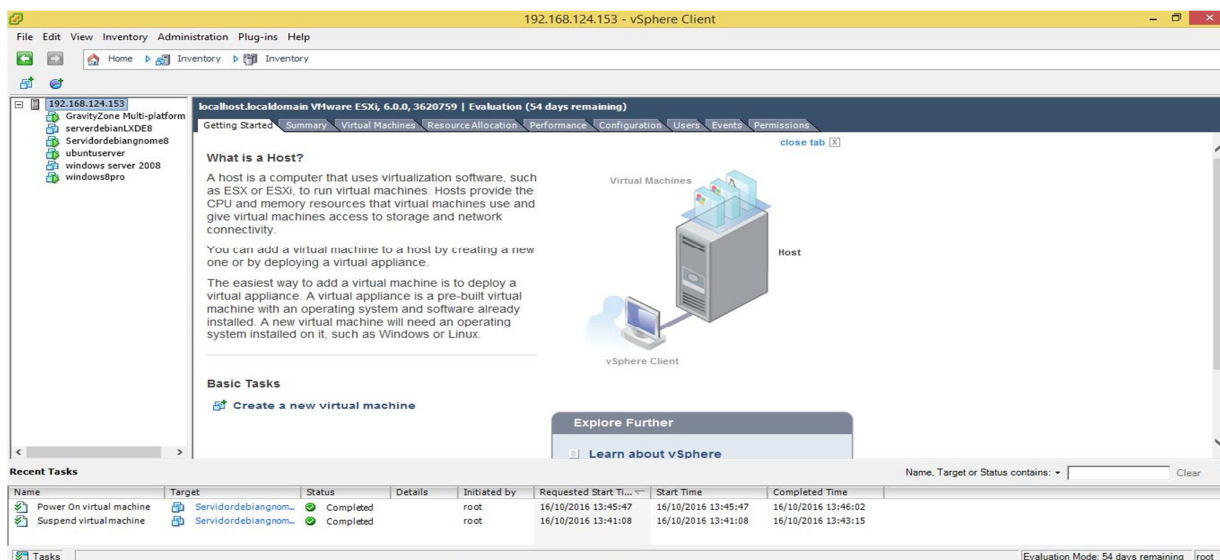 192.168.124.153 - vSphere Client
File Edit View Inventory Administration Plug-ins Help
Home Inventory Inventory
192.168.124.153
GravityZone Multi-platform
serverdebianLXDE8
Servidordebiangnome8
ubuntuserver
windows server 2008
windows8pro
localhost.localdomain VMware ESXi, 6.0.0, 3620759 | Evaluation (54 days remaining)
Getting Started Summary Virtual Machines Resource Allocation Performance Configuration Users Events Permissions
close tab
What is a Host?
A host is a computer that uses virtualization software, such
as ESX or ESXi, to run virtual machines. Hosts provide the
CPU and memory resources that virtual machines use and
give virtual machines access to storage and network
connectivity.
You can add a virtual machine to a host by creating a new
one or by deploying a virtual appliance.
The easiest way to add a virtual machine is to deploy a
virtual appliance. A virtual appliance is a pre-built virtual
machine with an operating system and software already
installed. A new virtual machine will need an operating
system installed on it, such as Windows or Linux.
Virtual Machines
Host
vSphere Client
Basic Tasks
Create a new virtual machine
Explore Further
Learn about vSphere
Recent Tasks
Name, Target or Status contains:
Clear
Name Target Status Details Initiated by Requested Start Ti... Start Time Completed Time
Power On virtual machine Servidordebiangnom... Completed root 16/10/2016 13:45:47 16/10/2016 13:45:47 16/10/2016 13:46:02
Suspend virtual machine Servidordebiangnom... Completed root 16/10/2016 13:41:08 16/10/2016 13:41:08 16/10/2016 13:43:15
Tasks
Evaluation Mode: 54 days remaining root